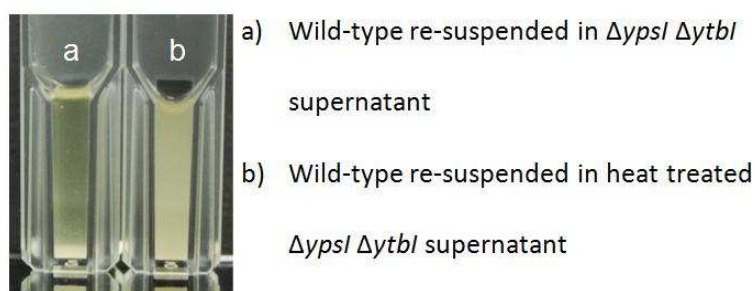 a b
a) Wild-type re-suspended in ΔypsI ΔytbI
supernatant
b) Wild-type re-suspended in heat treated
ΔypsI ΔytbI supernatant